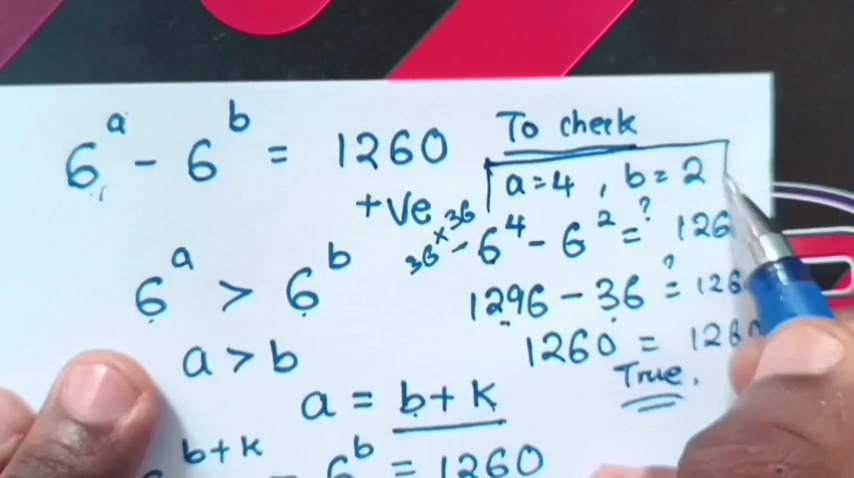 6^a - 6^b = 1260
+ve
6^a > 6^b
a > b
a = b+k
b+k
6^b = 1260
To check
a=4 , b=2
36×36 - 6^4 - 6^2 =? 126
1296 - 36 =? 126
1260 = 1260
True.